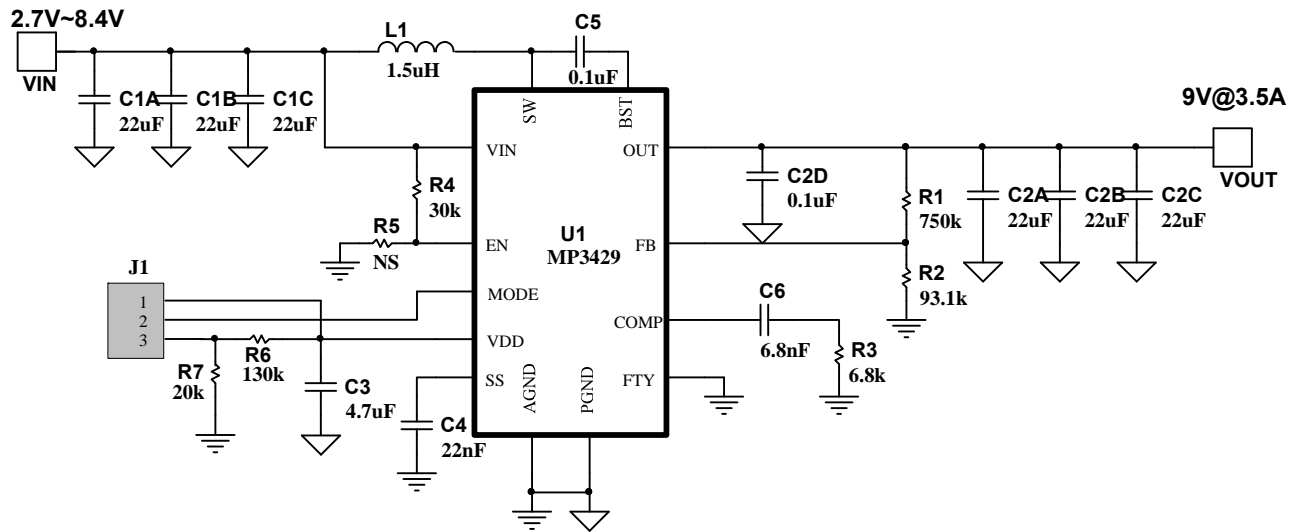 2.7V~8.4V
VIN
C1A
22uF
C1B
22uF
C1C
22uF
L1
1.5uH
C5
0.1uF
SW
BST
VIN
OUT
9V@3.5A
VOUT
R4
30k
R5
NS
EN
U1
MP3429
FB
C2D
0.1uF
R1
750k
C2A
22uF
C2B
22uF
C2C
22uF
R2
93.1k
J1
1
2
3
MODE
VDD
COMP
C6
6.8nF
R3
6.8k
R7
20k
R6
130k
C3
4.7uF
SS
C4
22nF
AGND
PGND
FTY